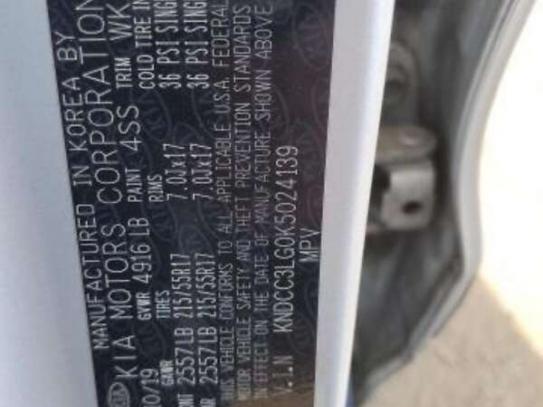 MANUFACTURED IN KOREA BY
KIA MOTORS CORPORATION
10/19 GVWR 4916 LB PAINT 4SS TRIM WK
GAWR TIRES RIMS COLD TIRE IN
NT 2557LB 215/55R17 7.0JX17 36 PSI SINGL
AR 2557LB 215/55R17 7.0JX17 36 PSI SINGL
THIS VEHICLE CONFORMS TO ALL APPLICABLE U.S.A. FEDERAL
MOTOR VEHICLE SAFETY AND THEFT PREVENTION STANDARDS
IN EFFECT ON THE DATE OF MANUFACTURE SHOWN ABOVE.
V.I.N KNDCC3LG0K5024139
MPV